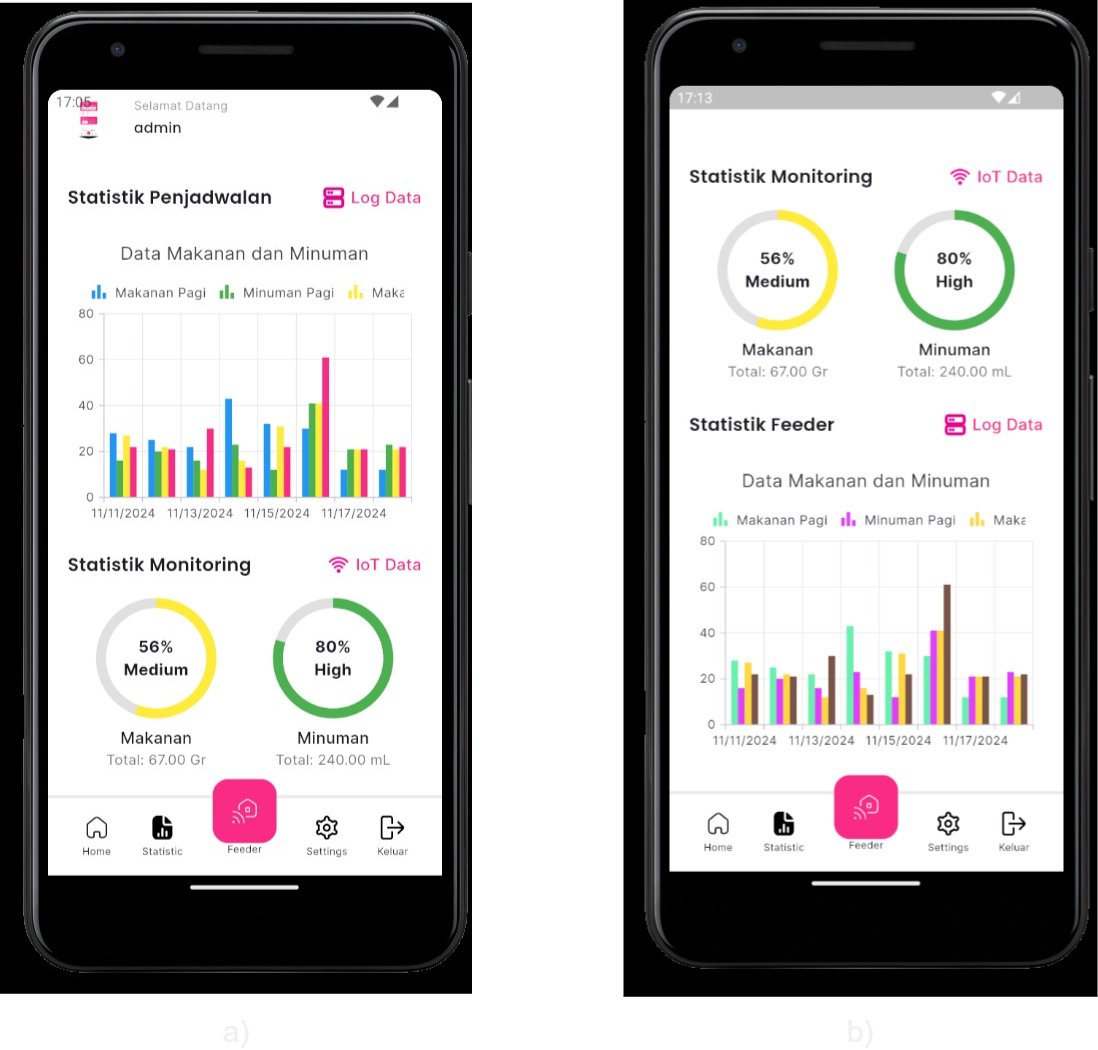 17:05
Selamat Datang
admin
Statistik Penjadwalan Log Data
Data Makanan dan Minuman
Makanan Pagi Minuman Pagi Maka
80
60
40
20
0
11/11/2024 11/13/2024 11/15/2024 11/17/2024
Statistik Monitoring IoT Data
56% 80%
Medium High
Makanan Minuman
Total: 67.00 Gr Total: 240.00 mL
Home Statistic Feeder Settings Keluar
a)
17:13
Statistik Monitoring IoT Data
56% 80%
Medium High
Makanan Minuman
Total: 67.00 Gr Total: 240.00 mL
Statistik Feeder Log Data
Data Makanan dan Minuman
Makanan Pagi Minuman Pagi Maka
80
60
40
20
0
11/11/2024 11/13/2024 11/15/2024 11/17/2024
Home Statistic Feeder Settings Keluar
b)